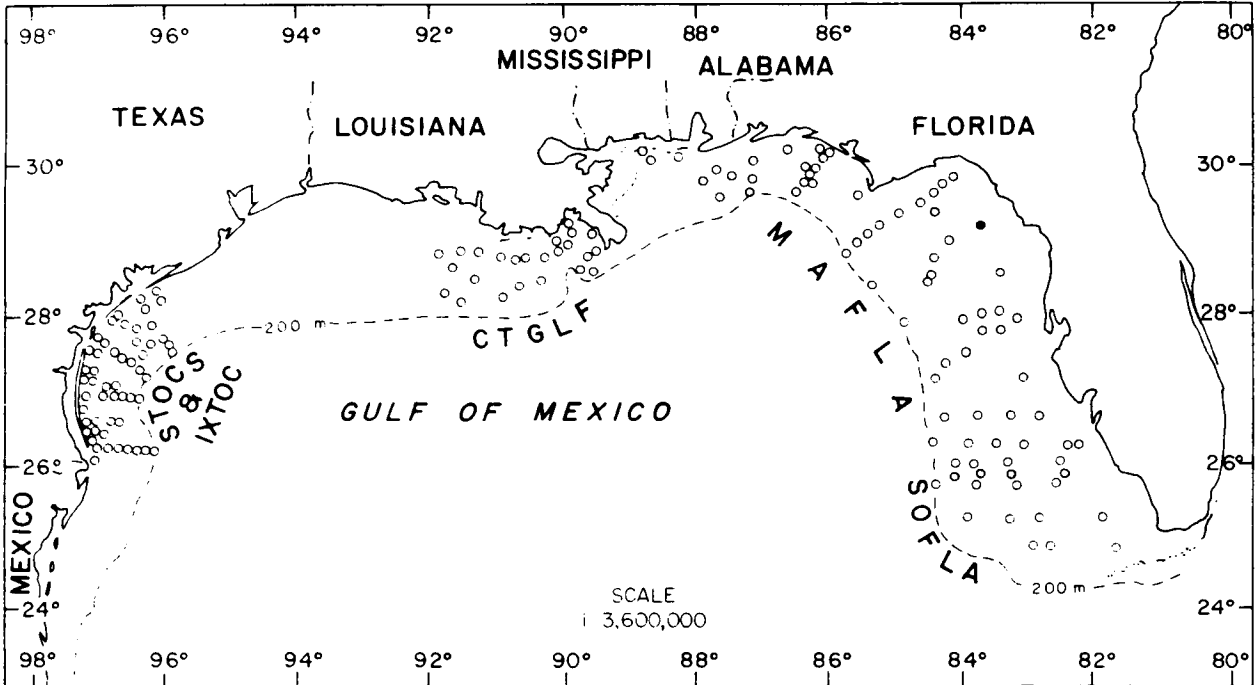 98° 96° 94° 92° 90° 88° 86° 84° 82° 80°
MISSISSIPPI
ALABAMA
TEXAS
LOUISIANA
FLORIDA
30° 30°
28° 28°
200 m
CTGLF
MAFLA
STOCS
&
IXTOC
GULF OF MEXICO
26° 26°
SOFLA
MEXICO
200 m
SCALE
1 3,600,000
24° 24°
98° 96° 94° 92° 90° 88° 86° 84° 82° 80°